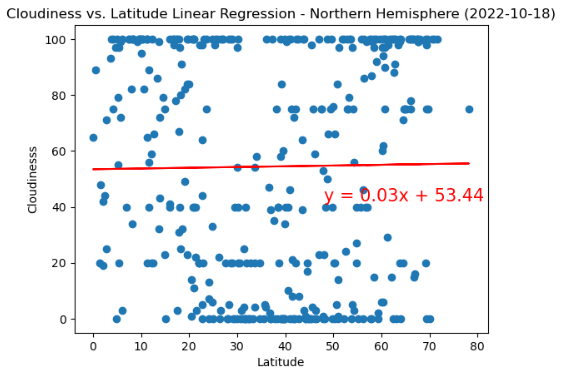 Cloudiness vs. Latitude Linear Regression - Northern Hemisphere (2022-10-18)
100
80
60
40
20
0
Cloudinesss
y = 0.03x + 53.44
0 10 20 30 40 50 60 70 80
Latitude